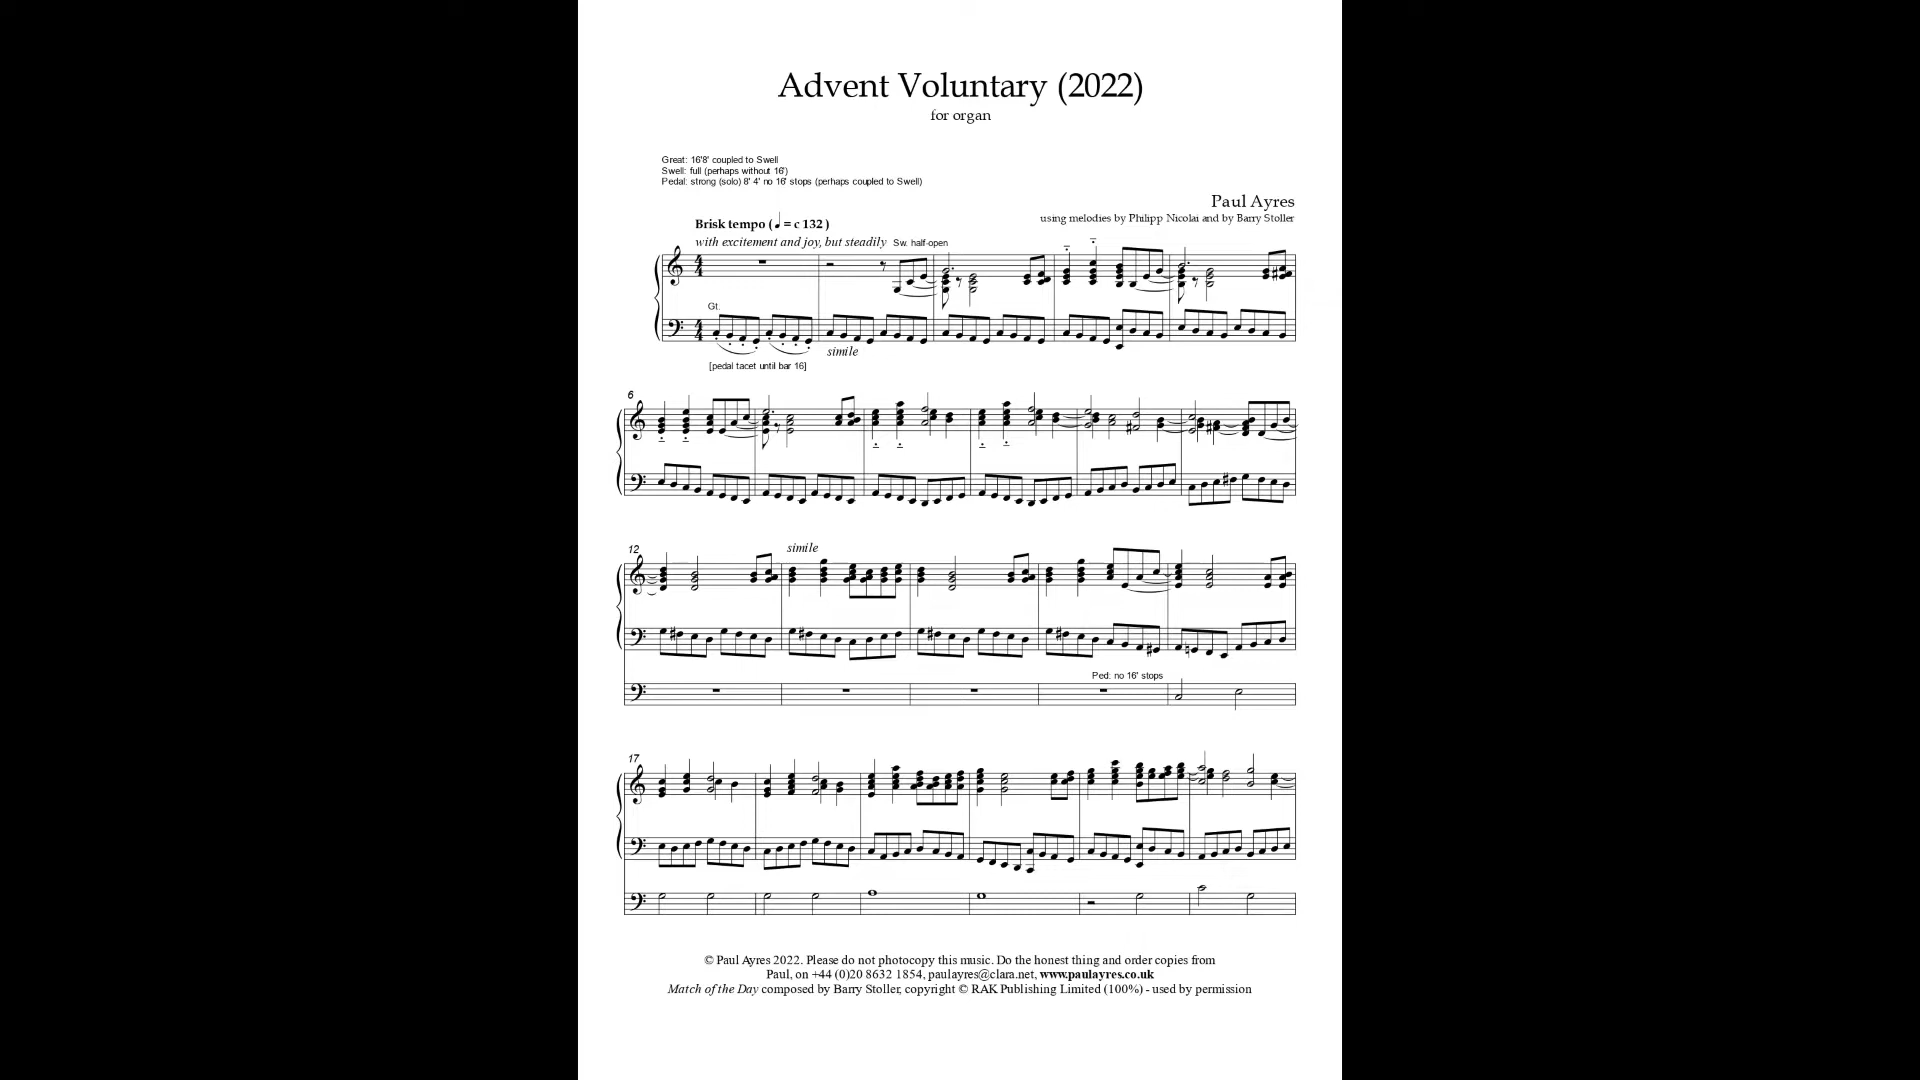 Advent Voluntary (2022)
for organ
Great: 16'8' coupled to Swell
Swell: full (perhaps without 16')
Pedal: strong (solo) 8' 4' no 16' stops (perhaps coupled to Swell)
Paul Ayres
using melodies by Philipp Nicolai and by Barry Stoller
Brisk tempo (♩ = c 132 )
with excitement and joy, but steadily Sw. half-open
Gt.
simile
[pedal tacet until bar 16]
6
12
simile
Ped: no 16' stops
17
© Paul Ayres 2022. Please do not photocopy this music. Do the honest thing and order copies from
Paul, on +44 (0)20 8632 1854, paulayres@clara.net, www.paulayres.co.uk
Match of the Day composed by Barry Stoller, copyright © RAK Publishing Limited (100%) - used by permission